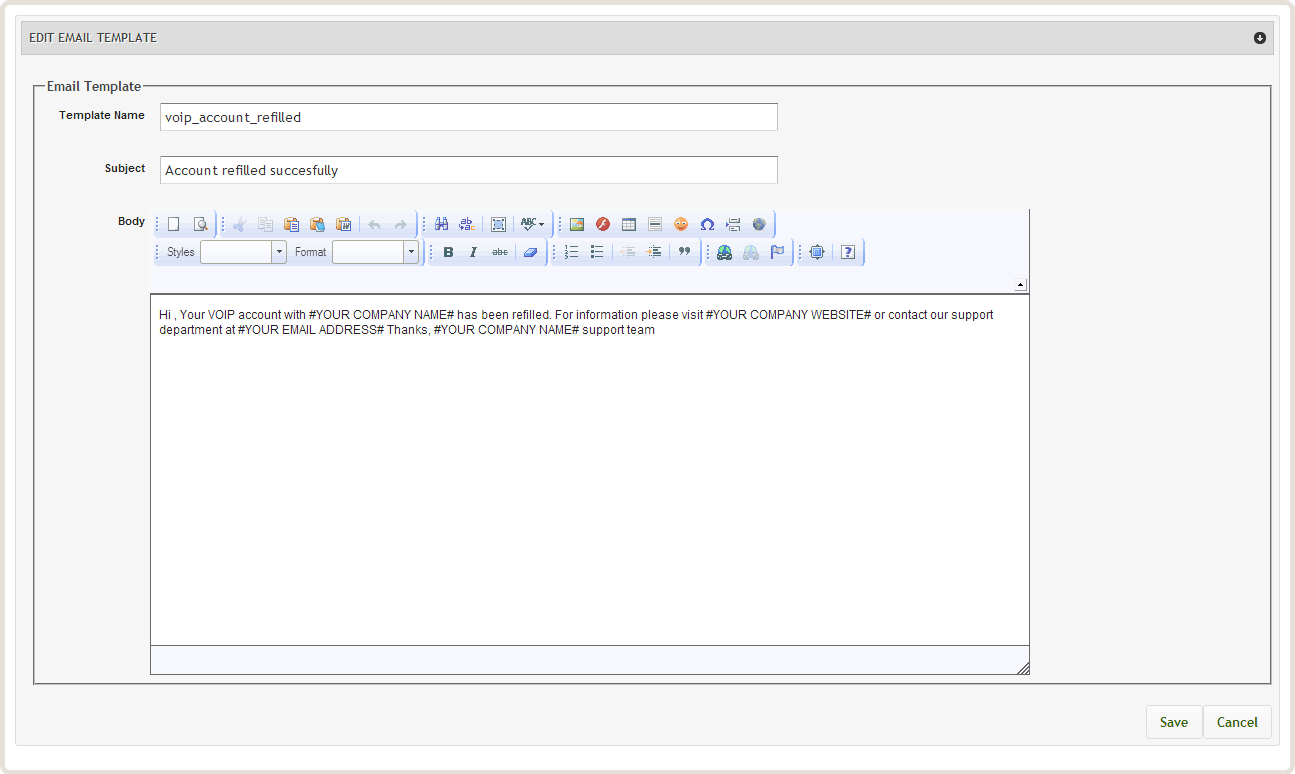 EDIT EMAIL TEMPLATE
Email Template
Template Name
voip_account_refilled
Subject
Account refilled succesfully
Body
ABC
Styles
Format
B I abc
Hi , Your VOIP account with #YOUR COMPANY NAME# has been refilled. For information please visit #YOUR COMPANY WEBSITE# or contact our support
department at #YOUR EMAIL ADDRESS# Thanks, #YOUR COMPANY NAME# support team
Save
Cancel